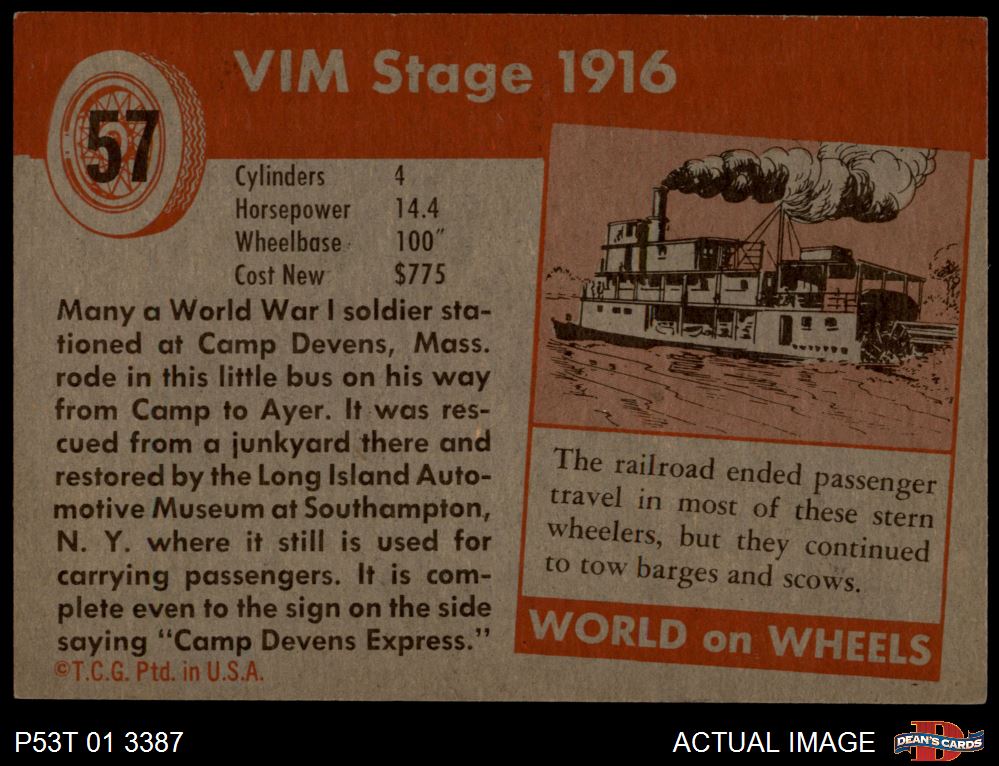 57
VIM Stage 1916
Cylinders 4
Horsepower 14.4
Wheelbase 100"
Cost New $775
Many a World War I soldier sta-
tioned at Camp Devens, Mass.
rode in this little bus on his way
from Camp to Ayer. It was res-
cued from a junkyard there and
restored by the Long Island Auto-
motive Museum at Southampton,
N. Y. where it still is used for
carrying passengers. It is com-
plete even to the sign on the side
saying "Camp Devens Express."
©T.C.G. Ptd. in U.S.A.
The railroad ended passenger
travel in most of these stern
wheelers, but they continued
to tow barges and scows.
WORLD on WHEELS
P53T 01 3387
ACTUAL IMAGE
DEAN'S CARDS